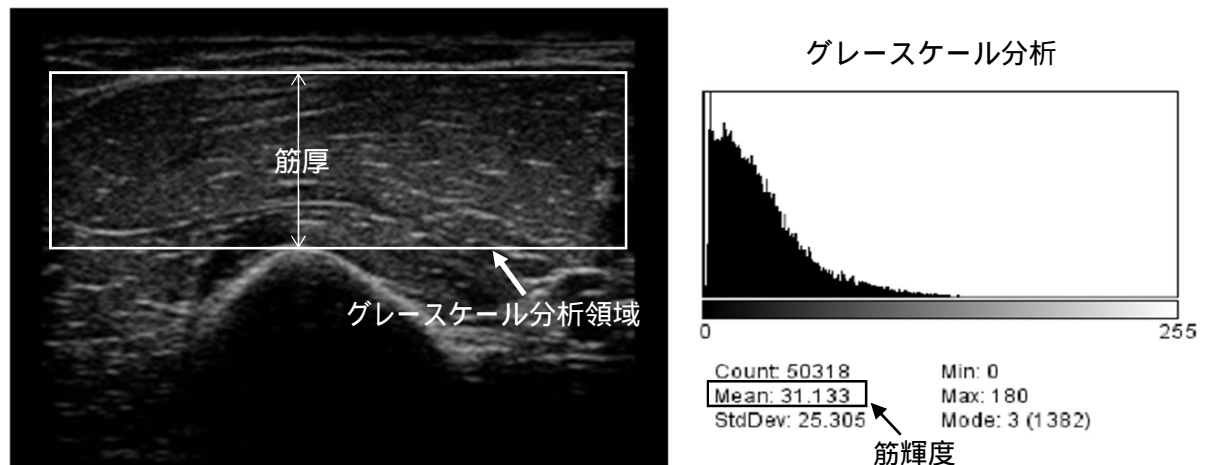 筋厚
グレースケール分析領域
グレースケール分析
0
255
Count: 50318
Min: 0
Mean: 31.133
Max: 180
StdDev: 25.305
Mode: 3 (1382)
筋輝度